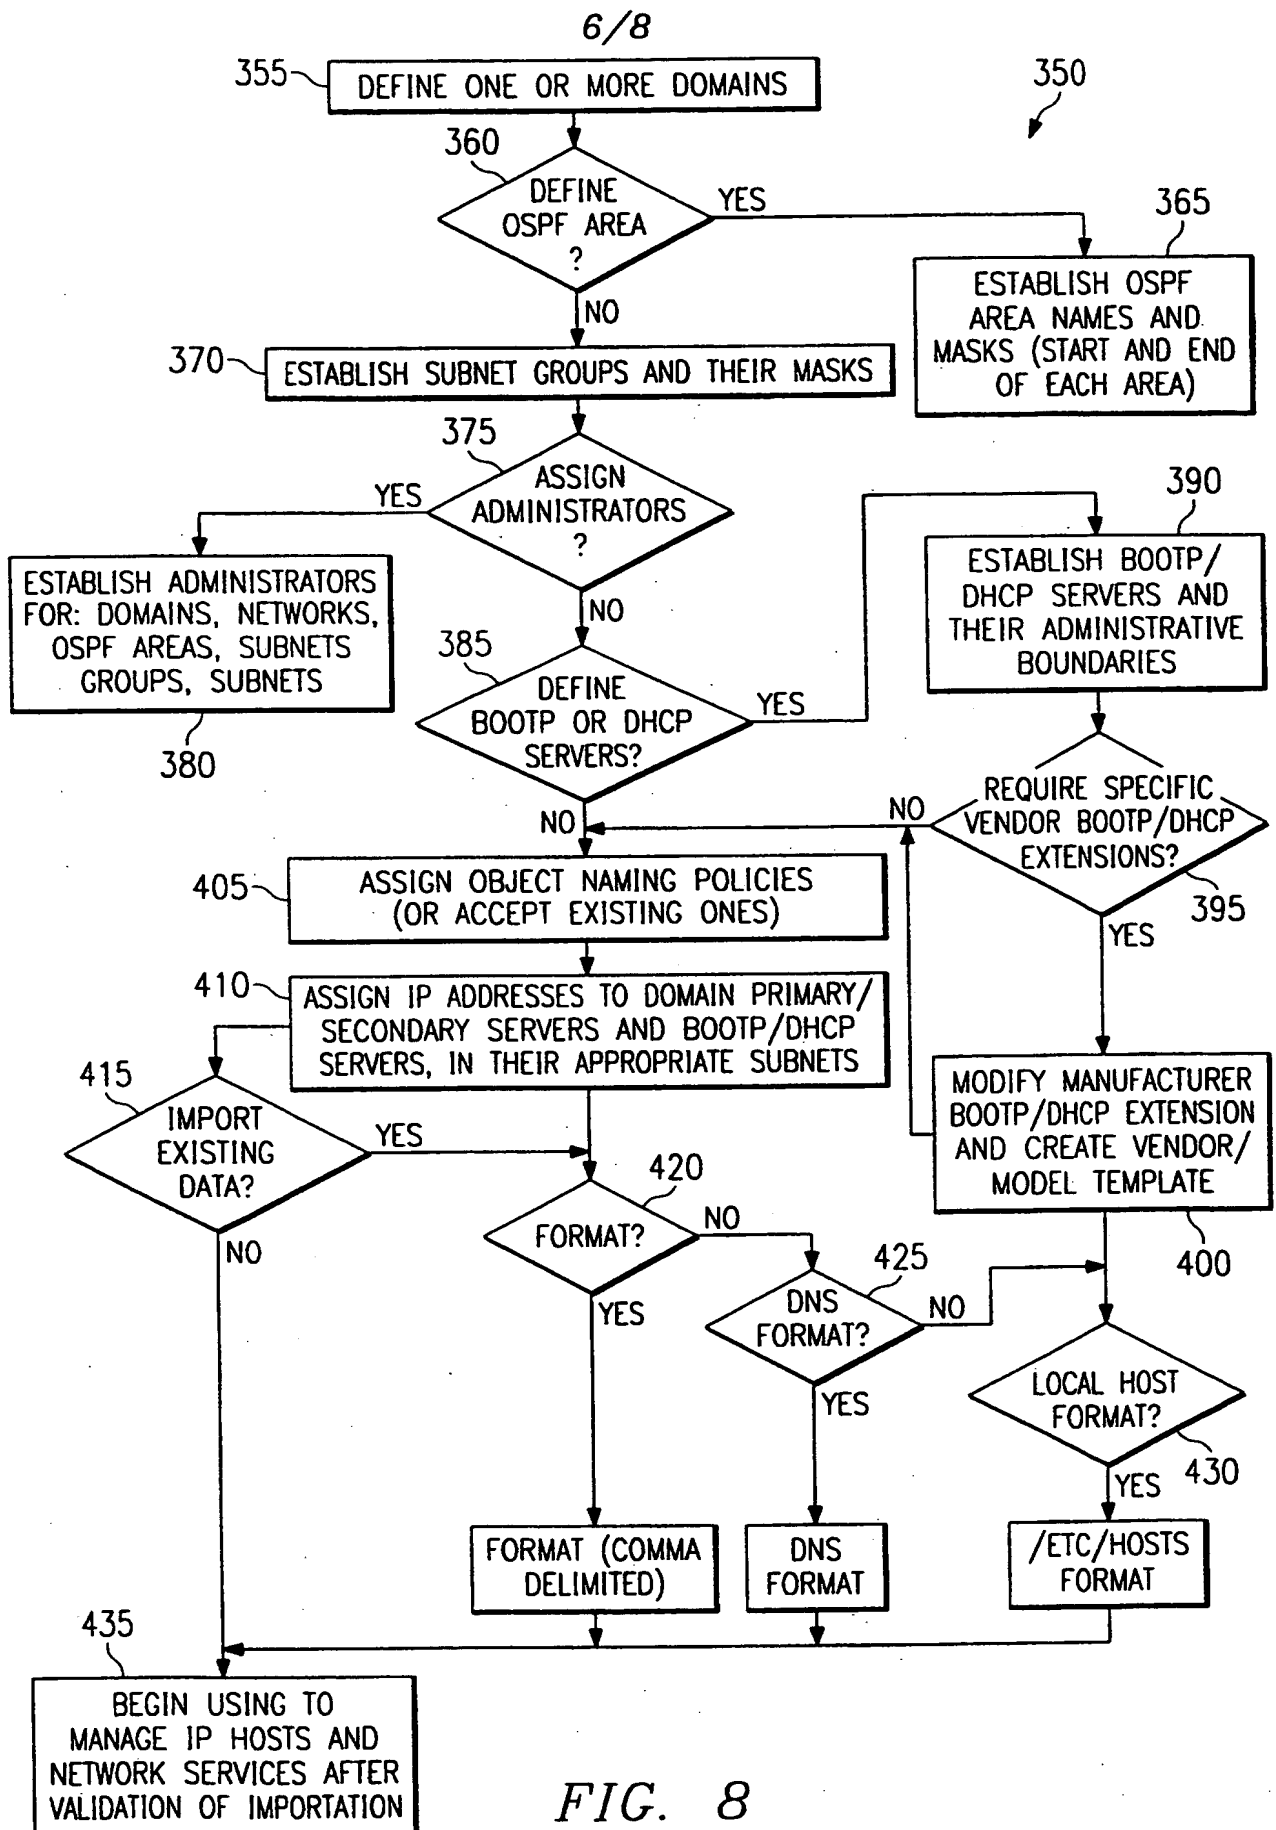 6/8
355
DEFINE ONE OR MORE DOMAINS
350
360
DEFINE
OSPF AREA
?
YES
NO
365
ESTABLISH OSPF
AREA NAMES AND
MASKS (START AND END
OF EACH AREA)
370
ESTABLISH SUBNET GROUPS AND THEIR MASKS
375
ASSIGN
ADMINISTRATORS
?
YES
NO
ESTABLISH ADMINISTRATORS
FOR: DOMAINS, NETWORKS,
OSPF AREAS, SUBNETS
GROUPS, SUBNETS
380
385
DEFINE
BOOTP OR DHCP
SERVERS?
YES
NO
390
ESTABLISH BOOTP/
DHCP SERVERS AND
THEIR ADMINISTRATIVE
BOUNDARIES
REQUIRE SPECIFIC
VENDOR BOOTP/DHCP
EXTENSIONS?
NO
395
YES
405
ASSIGN OBJECT NAMING POLICIES
(OR ACCEPT EXISTING ONES)
410
ASSIGN IP ADDRESSES TO DOMAIN PRIMARY/
SECONDARY SERVERS AND BOOTP/DHCP
SERVERS, IN THEIR APPROPRIATE SUBNETS
MODIFY MANUFACTURER
BOOTP/DHCP EXTENSION
AND CREATE VENDOR/
MODEL TEMPLATE
400
415
IMPORT
EXISTING
DATA?
YES
NO
420
FORMAT?
NO
YES
425
DNS
FORMAT?
NO
YES
LOCAL HOST
FORMAT?
430
YES
FORMAT (COMMA
DELIMITED)
DNS
FORMAT
/ETC/HOSTS
FORMAT
435
BEGIN USING TO
MANAGE IP HOSTS AND
NETWORK SERVICES AFTER
VALIDATION OF IMPORTATION
FIG. 8